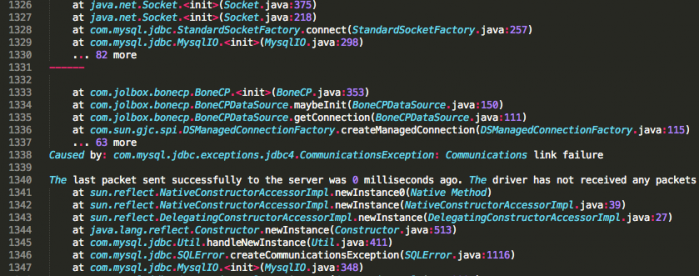 1326 at java.net.Socket.<init>(Socket.java:375)
1327 at java.net.Socket.<init>(Socket.java:218)
1328 at com.mysql.jdbc.StandardSocketFactory.connect(StandardSocketFactory.java:257)
1329 at com.mysql.jdbc.MysqlIO.<init>(MysqlIO.java:298)
1330 ... 82 more
1331 ------
1332
1333 at com.jolbox.bonecp.BoneCP.<init>(BoneCP.java:353)
1334 at com.jolbox.bonecp.BoneCPDataSource.maybeInit(BoneCPDataSource.java:150)
1335 at com.jolbox.bonecp.BoneCPDataSource.getConnection(BoneCPDataSource.java:111)
1336 at com.sun.gjc.spi.DSManagedConnectionFactory.createManagedConnection(DSManagedConnectionFactory.java:115)
1337 ... 63 more
1338 Caused by: com.mysql.jdbc.exceptions.jdbc4.CommunicationsException: Communications link failure
1339
1340 The last packet sent successfully to the server was 0 milliseconds ago. The driver has not received any packets
1341 at sun.reflect.NativeConstructorAccessorImpl.newInstance0(Native Method)
1342 at sun.reflect.NativeConstructorAccessorImpl.newInstance(NativeConstructorAccessorImpl.java:39)
1343 at sun.reflect.DelegatingConstructorAccessorImpl.newInstance(DelegatingConstructorAccessorImpl.java:27)
1344 at java.lang.reflect.Constructor.newInstance(Constructor.java:513)
1345 at com.mysql.jdbc.Util.handleNewInstance(Util.java:411)
1346 at com.mysql.jdbc.SQLError.createCommunicationsException(SQLError.java:1116)
1347 at com.mysql.jdbc.MysqlIO.<init>(MysqlIO.java:348)